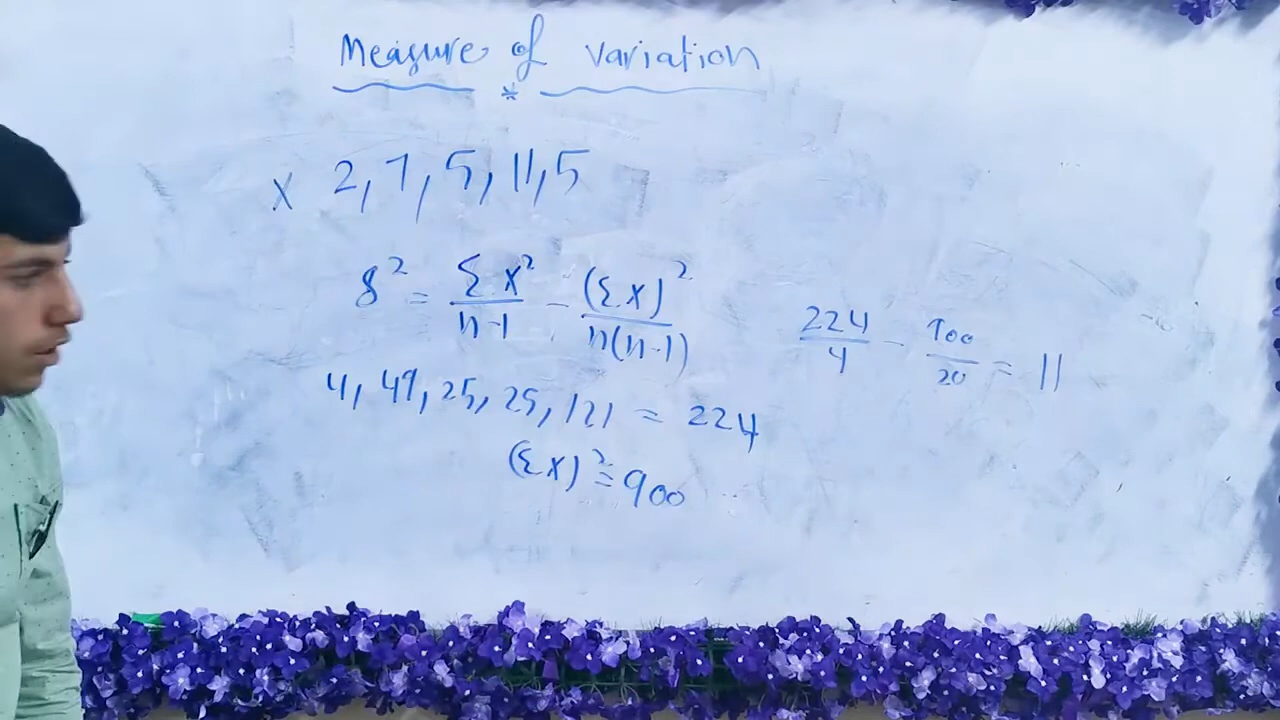 Measure of variation
*
X 2, 7, 5, 11, 5
s² = Σx²/n-1 - (Σx)²/n(n-1)
224/4 - 900/20 = 11
4, 49, 25, 25, 121 = 224
(Σx)² = 900